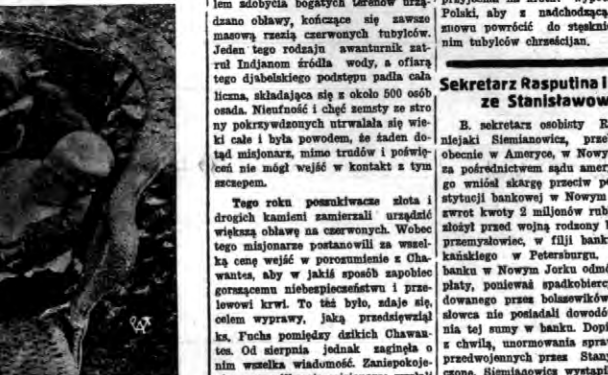 lem zdobycia bogatych terenów urzą-
dzano obławy, kończące się zawsze
masową rzezią czerwonych tubylców.
Jeden tego rodzaju awanturnik zat-
ruł Indjanom źródła wody, a ofiarą
tego djabelskiego podstępu padła cała
liczna, składająca się z około 500 osób
osada. Nieufność i chęć zemsty ze stro
ny pokrzywdzonych utrwalała się wie-
ki całe i była powodem, że żaden do-
tąd misjonarz, mimo trudów i poświę-
ceń nie mógł wejść w kontakt z tym
szczepem.
Tego roku poszukiwacze złota i
drogich kamieni zamierzali urządzić
większą obławę na czerwonych. Wobec
tego misjonarze postanowili za wszel-
ką cenę wejść w porozumienie z Cha-
wantes, aby w jakiś sposób zapobiec
gorszącemu niebezpieczeństwu i prze-
lewowi krwi. To też było, zdaje się,
celem wyprawy, jaką przedsięwziął
ks. Fuchs pomiędzy dzikich Chawan-
tes. Od sierpnia jednak zaginęła o
nim wszelka wiadomość. Zaniepokoje-
Polski, aby z nadchodzącą
znowu powrócić do stęskni
nim tubylców chrześcijan.
Sekretarz Rasputina i
ze Stanisławow
B. sekretarz osobisty R
niejaki Siemianowicz, prze
obecnie w Ameryce, w Nowy
za pośrednictwem sądu amer
go wniósł skargę przeciw p
stytucji bankowej w Nowym
zwrot kwoty 2 miljonów rub
złożył przed wojną rodzony
przemysłowiec, w filji bank
kańskiego w Petersburgu.
banku w Nowym Jorku odmó
płaty, ponieważ spadkobierc
dowanego przez bolszewików
słowca nie posiadali dowodó
nia tej sumy w banku. Dopi
z chwilą, unormowania spraw
przedwojennych przez Stany
czone, Siemianowicz wystąpi